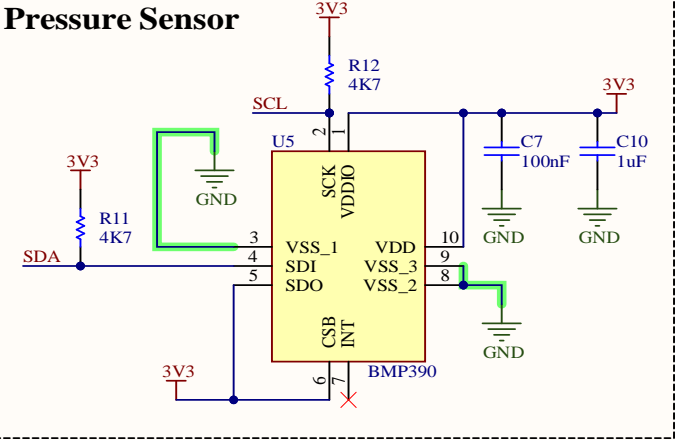 Pressure Sensor
3V3
R12
4K7
SCL
3V3
2
1
U5
C7
100nF
C10
1uF
SCK
VDDIO
3V3
GND
R11
4K7
GND
GND
3
VSS_1
VDD
10
SDA
4
SDI
VSS_3
9
5
SDO
VSS_2
8
CSB
INT
GND
3V3
6
7
BMP390